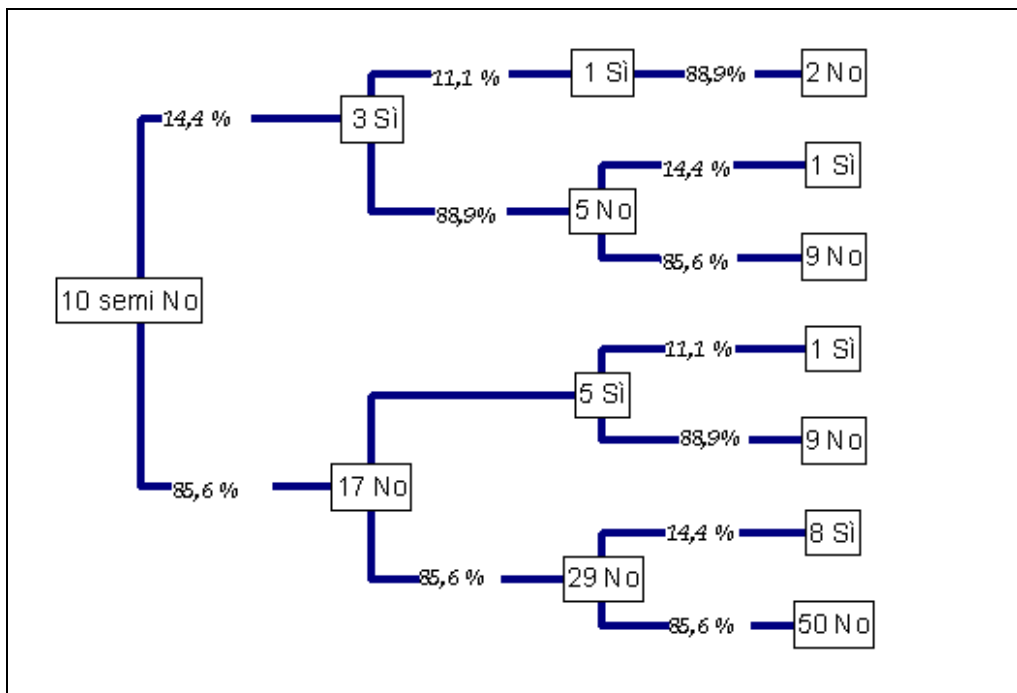 11,1 % 1 Sì 88,9% 2 No
14,4 % 3 Sì
14,4 % 1 Sì
88,9% 5 No
85,6 % 9 No
10 semi No
11,1 % 1 Sì
5 Sì
88,9% 9 No
85,6 % 17 No
14,4 % 8 Sì
85,6 % 29 No
85,6 % 50 No